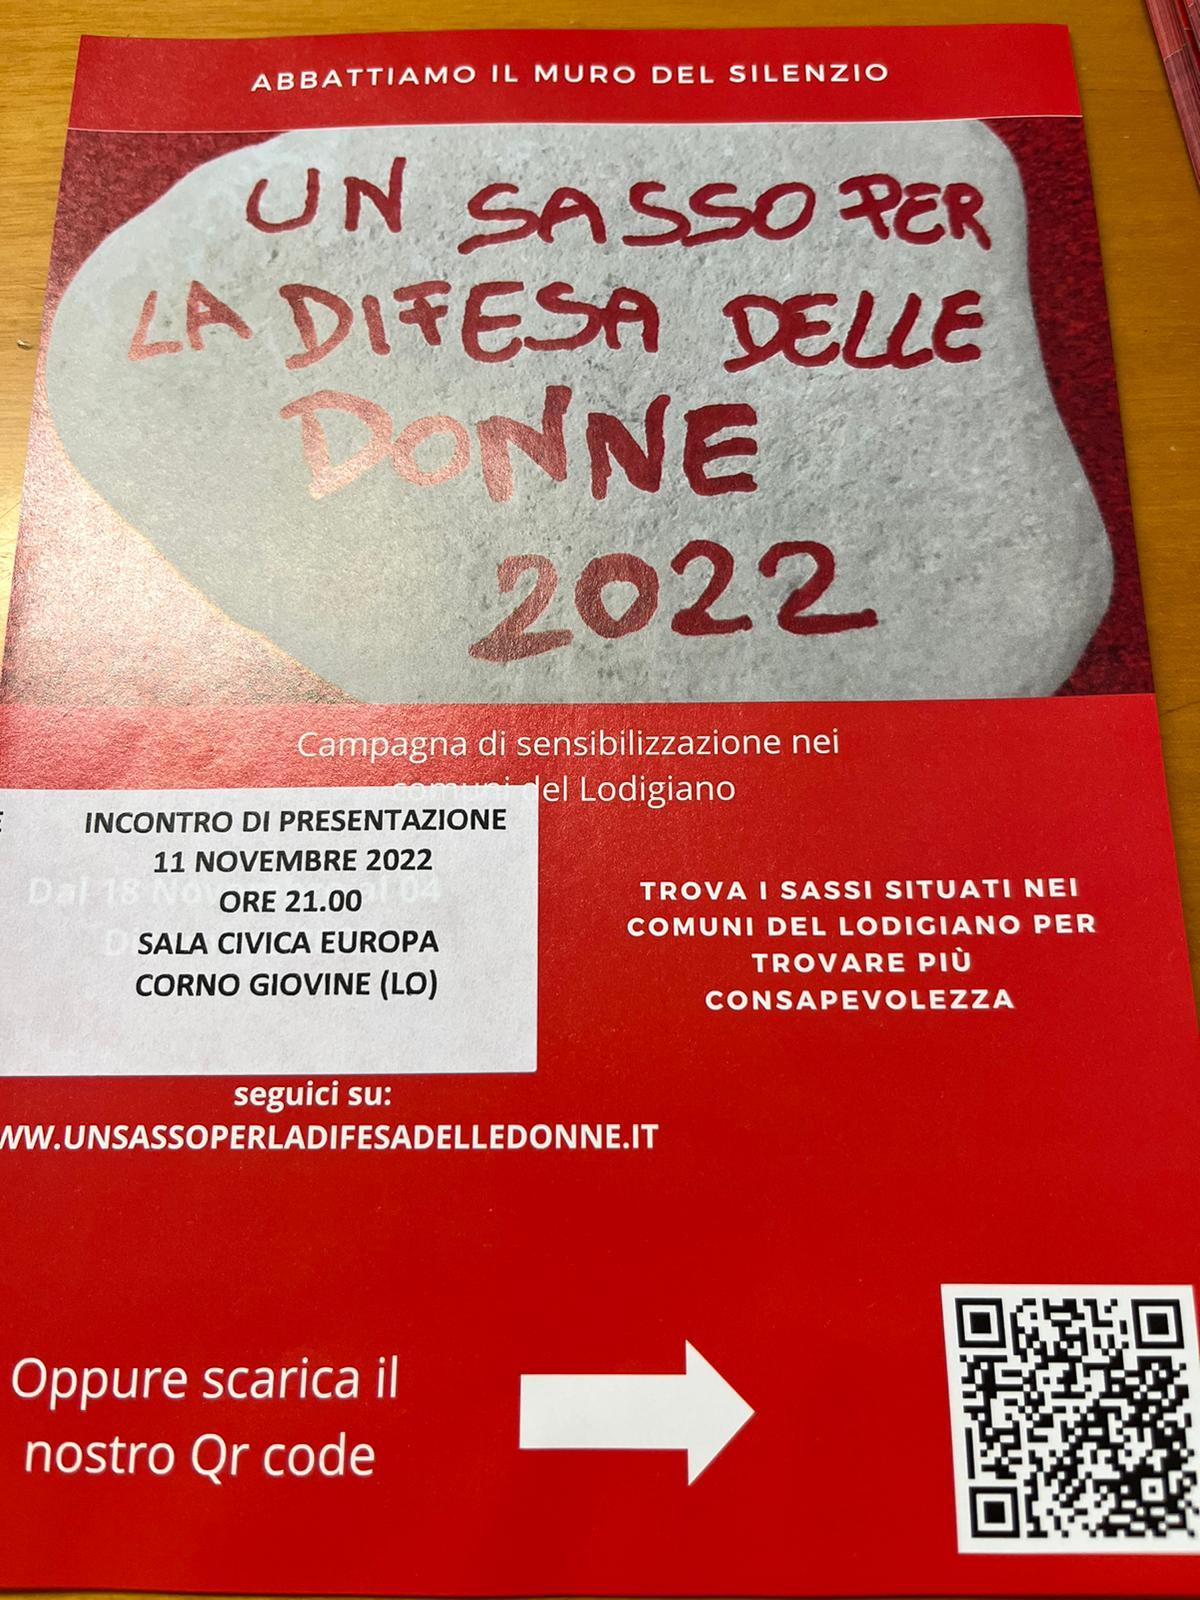 ABBATTIAMO IL MURO DEL SILENZIO
UN SASSO PER
LA DIFESA DELLE
DONNE
2022
Campagna di sensibilizzazione nei
comuni del Lodigiano
INCONTRO DI PRESENTAZIONE
11 NOVEMBRE 2022
ORE 21.00
SALA CIVICA EUROPA
CORNO GIOVINE (LO)
TROVA I SASSI SITUATI NEI
COMUNI DEL LODIGIANO PER
TROVARE PIÙ
CONSAPEVOLEZZA
seguici su:
WW.UNSASSOPERLADIFESADELLEDONNE.IT
Oppure scarica il
nostro Qr code